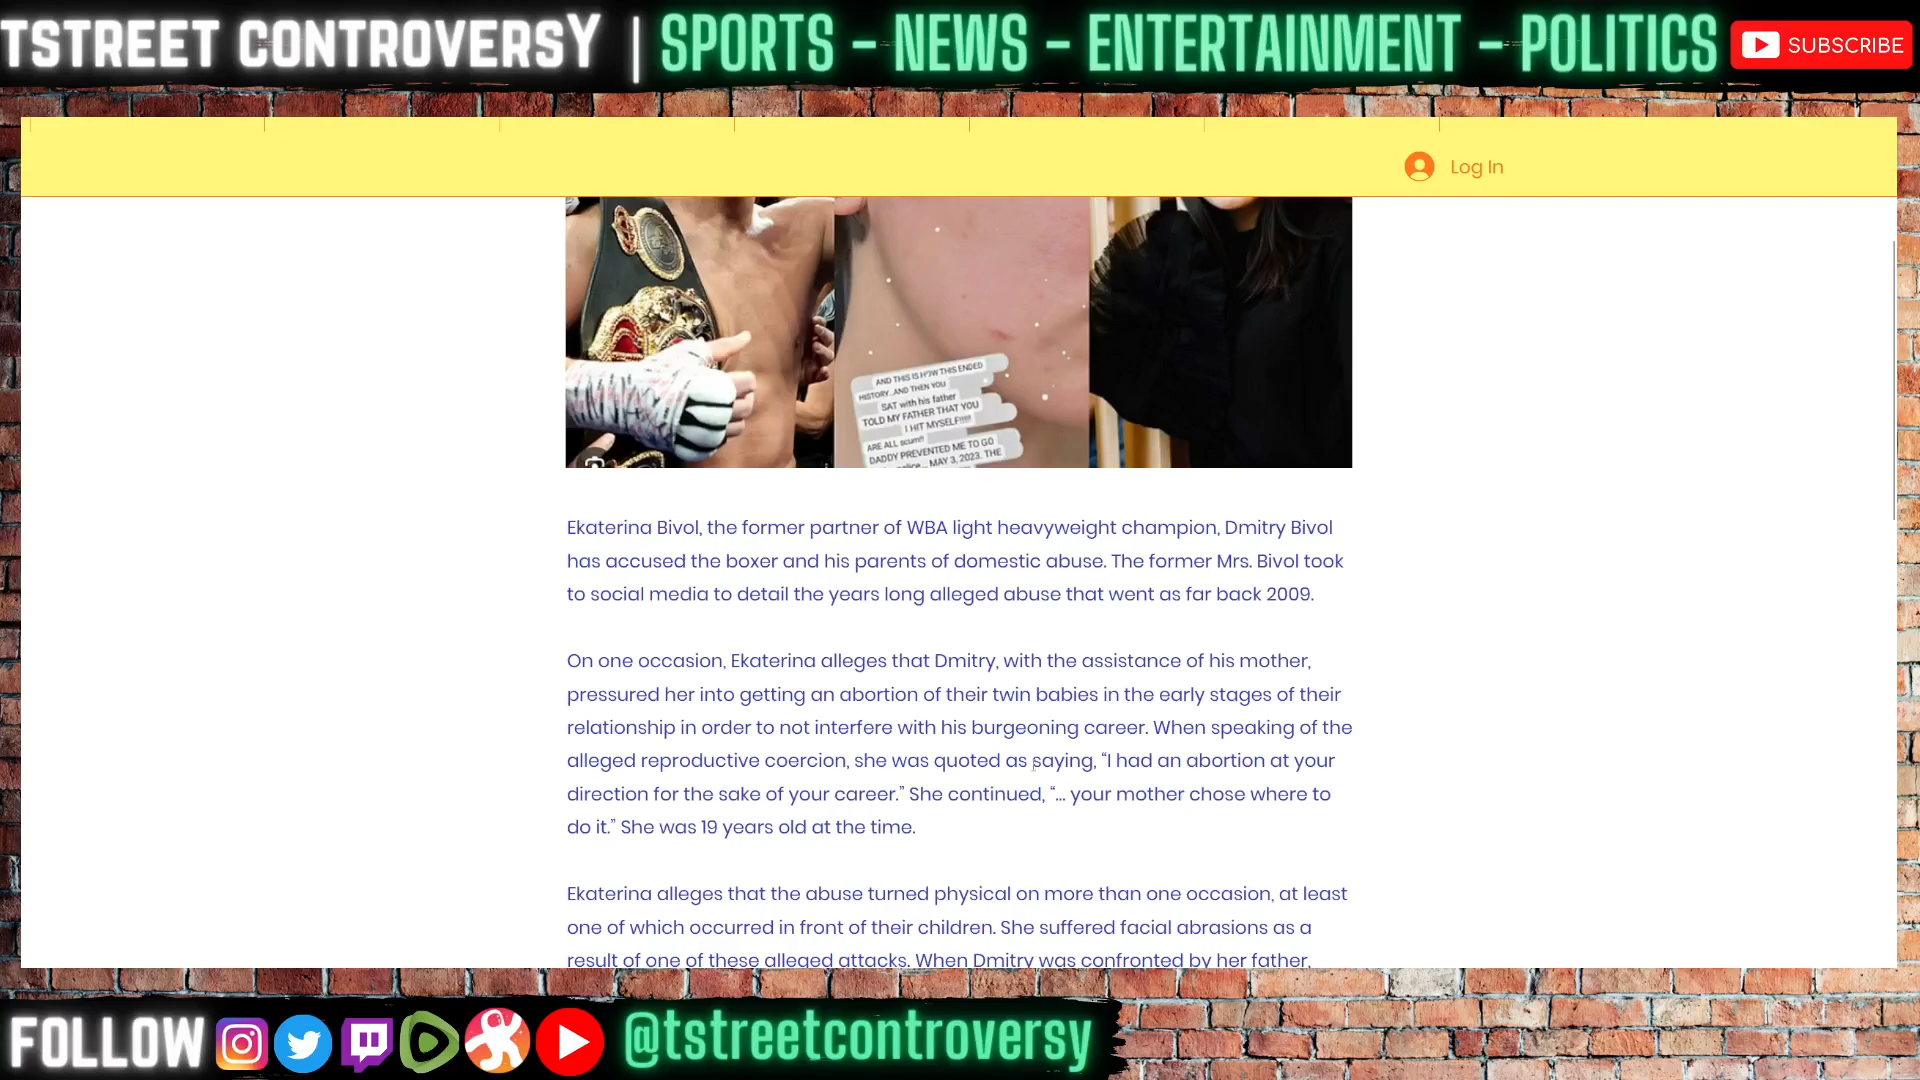 TSTREET CONTROVERSY | SPORTS - NEWS - ENTERTAINMENT - POLITICS
SUBSCRIBE
Log In
AND THIS IS HOW THIS ENDED
HISTORY...AND THEN YOU
SAT with his father
TOLD MY FATHER THAT YOU
I HIT MYSELF!!!!
ARE ALL scum!!
DADDY PREVENTED ME TO GO
MAY 3, 2023. THE
Ekaterina Bivol, the former partner of WBA light heavyweight champion, Dmitry Bivol
has accused the boxer and his parents of domestic abuse. The former Mrs. Bivol took
to social media to detail the years long alleged abuse that went as far back 2009.
On one occasion, Ekaterina alleges that Dmitry, with the assistance of his mother,
pressured her into getting an abortion of their twin babies in the early stages of their
relationship in order to not interfere with his burgeoning career. When speaking of the
alleged reproductive coercion, she was quoted as saying, “I had an abortion at your
direction for the sake of your career.” She continued, “... your mother chose where to
do it.” She was 19 years old at the time.
Ekaterina alleges that the abuse turned physical on more than one occasion, at least
one of which occurred in front of their children. She suffered facial abrasions as a
result of one of these alleged attacks. When Dmitry was confronted by her father,
FOLLOW @tstreetcontroversy